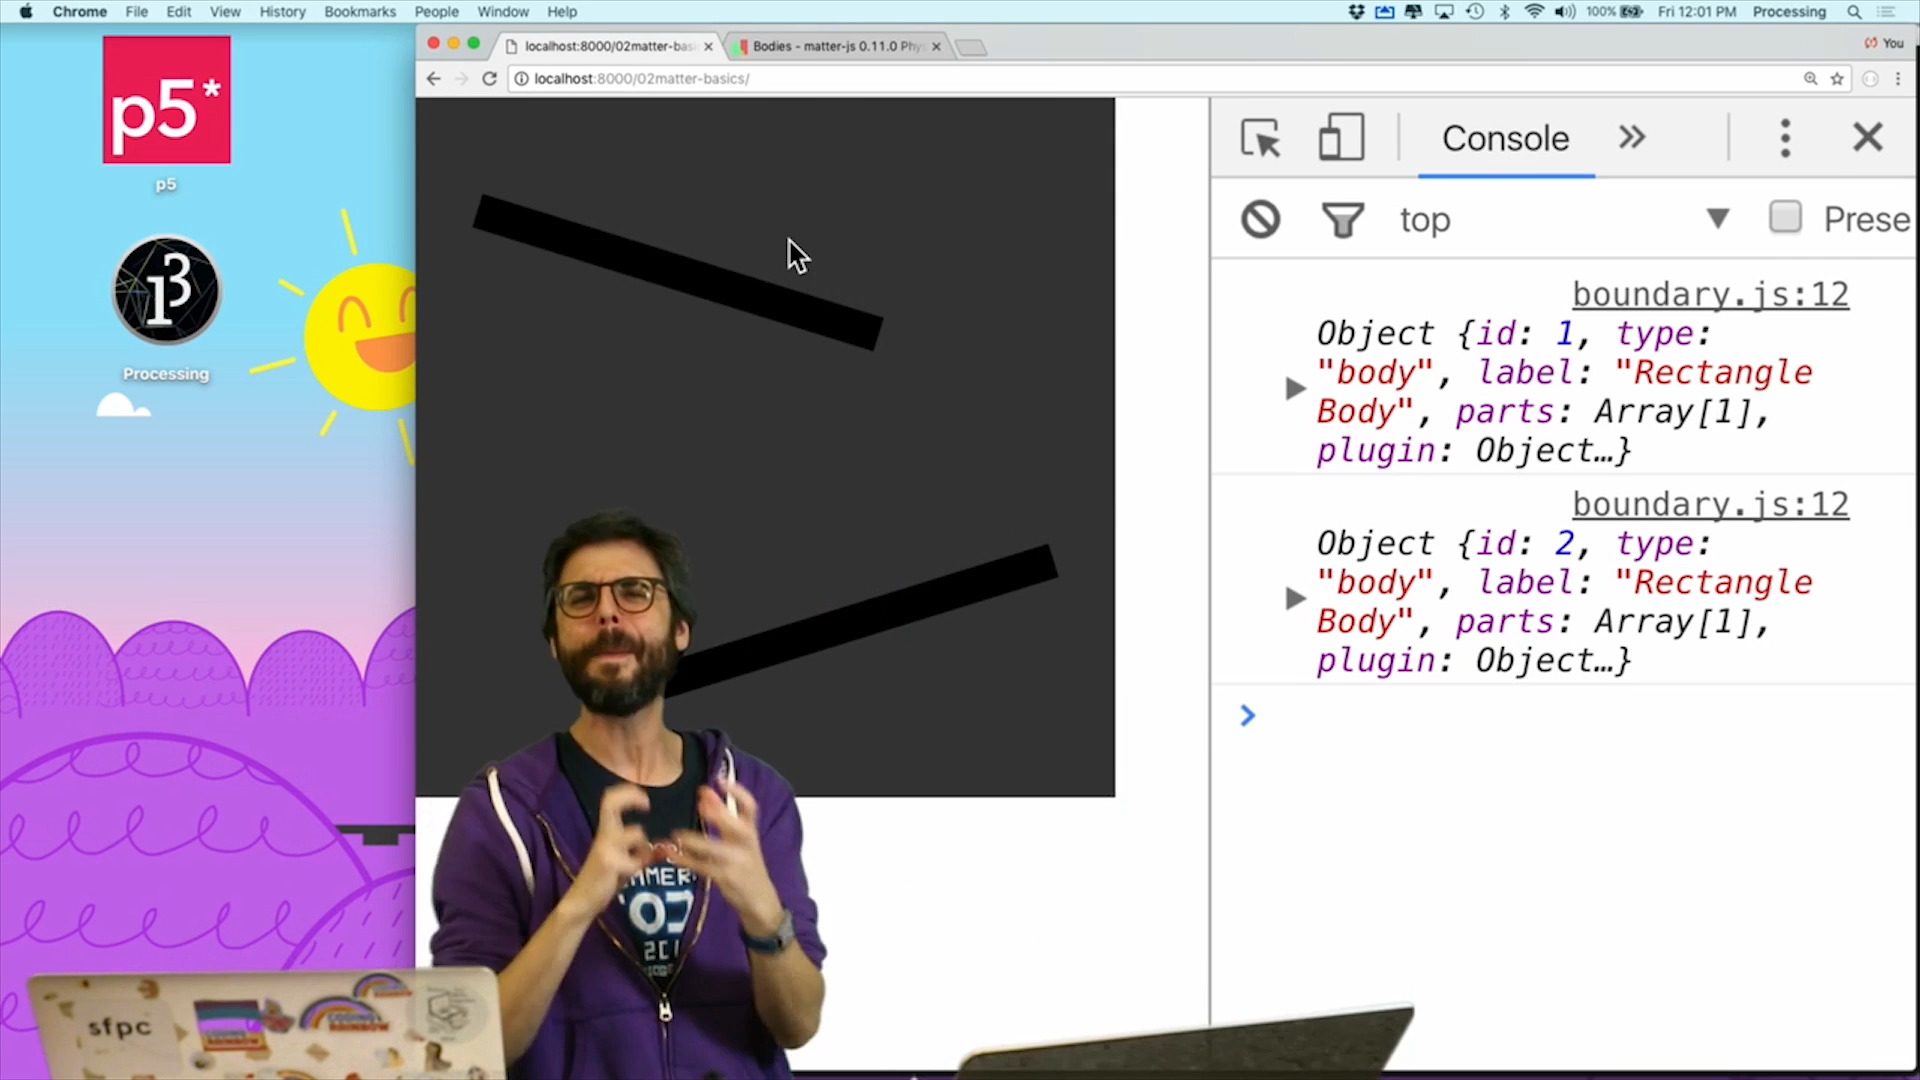 Chrome File Edit View History Bookmarks People Window Help
100% Fri 12:01 PM Processing
localhost:8000/02matter-bas
Bodies - matter-js 0.11.0 Phy
You
localhost:8000/02matter-basics/
p5*
p5
Processing
Console
top
Prese
boundary.js:12
Object {id: 1, type:
"body", label: "Rectangle
Body", parts: Array[1],
plugin: Object…}
boundary.js:12
Object {id: 2, type:
"body", label: "Rectangle
Body", parts: Array[1],
plugin: Object…}
sfpc